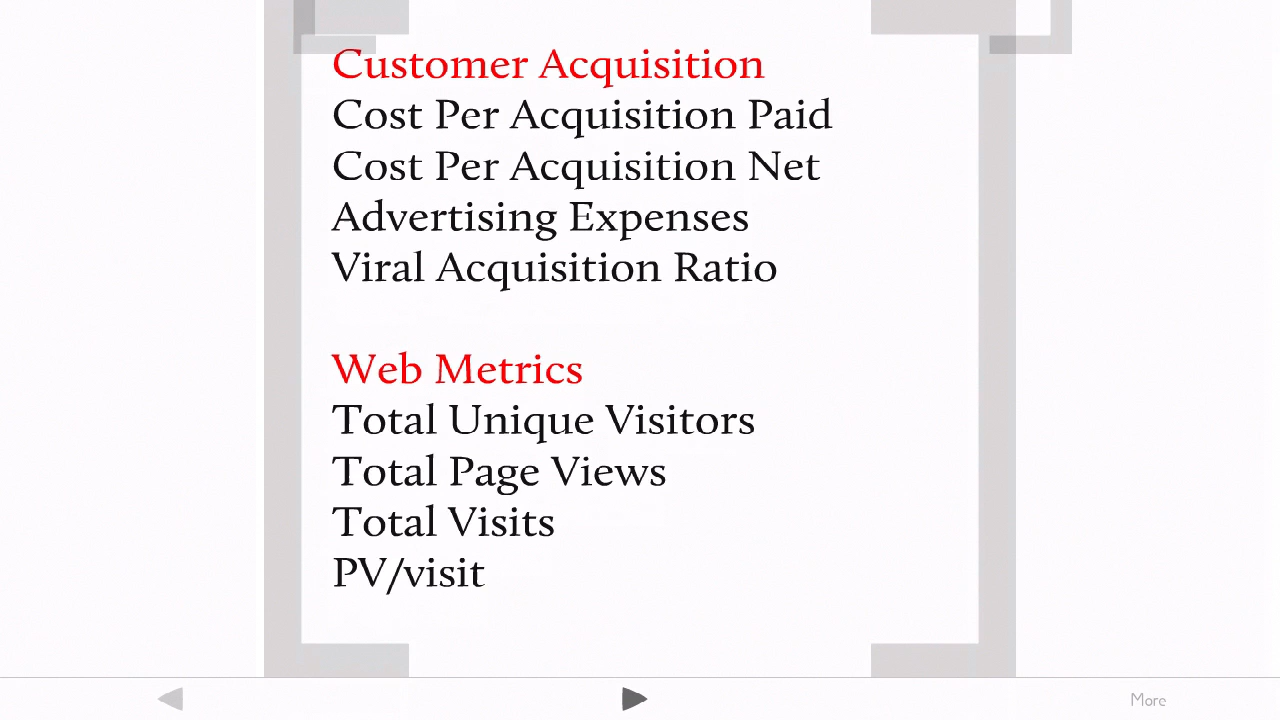 Customer Acquisition
Cost Per Acquisition Paid
Cost Per Acquisition Net
Advertising Expenses
Viral Acquisition Ratio
Web Metrics
Total Unique Visitors
Total Page Views
Total Visits
PV/visit
More